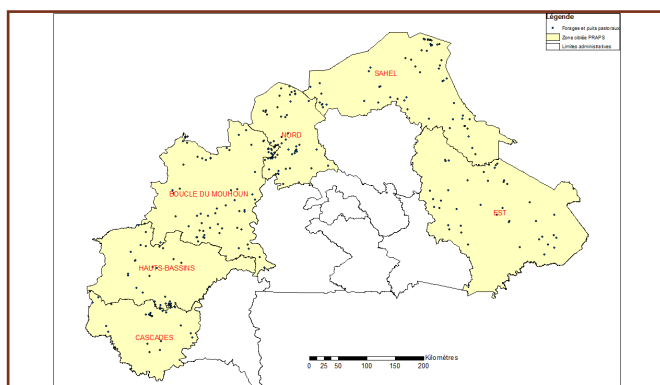 Légende
Forages et puits pastoraux
Zone ciblée PRAPS
Limites administratives
SAHEL
NORD
BOUCLE DU MOUHOUN
EST
HAUTS-BASSINS
CASCADES
Kilomètres
0 25 50 100 150 200